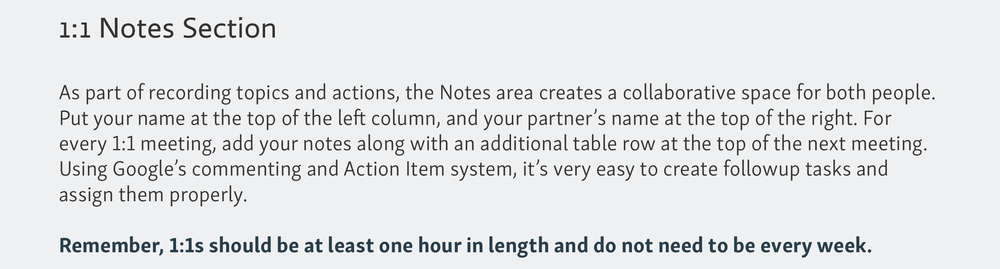 1:1 Notes Section
As part of recording topics and actions, the Notes area creates a collaborative space for both people.
Put your name at the top of the left column, and your partner’s name at the top of the right. For
every 1:1 meeting, add your notes along with an additional table row at the top of the next meeting.
Using Google’s commenting and Action Item system, it’s very easy to create followup tasks and
assign them properly.
Remember, 1:1s should be at least one hour in length and do not need to be every week.